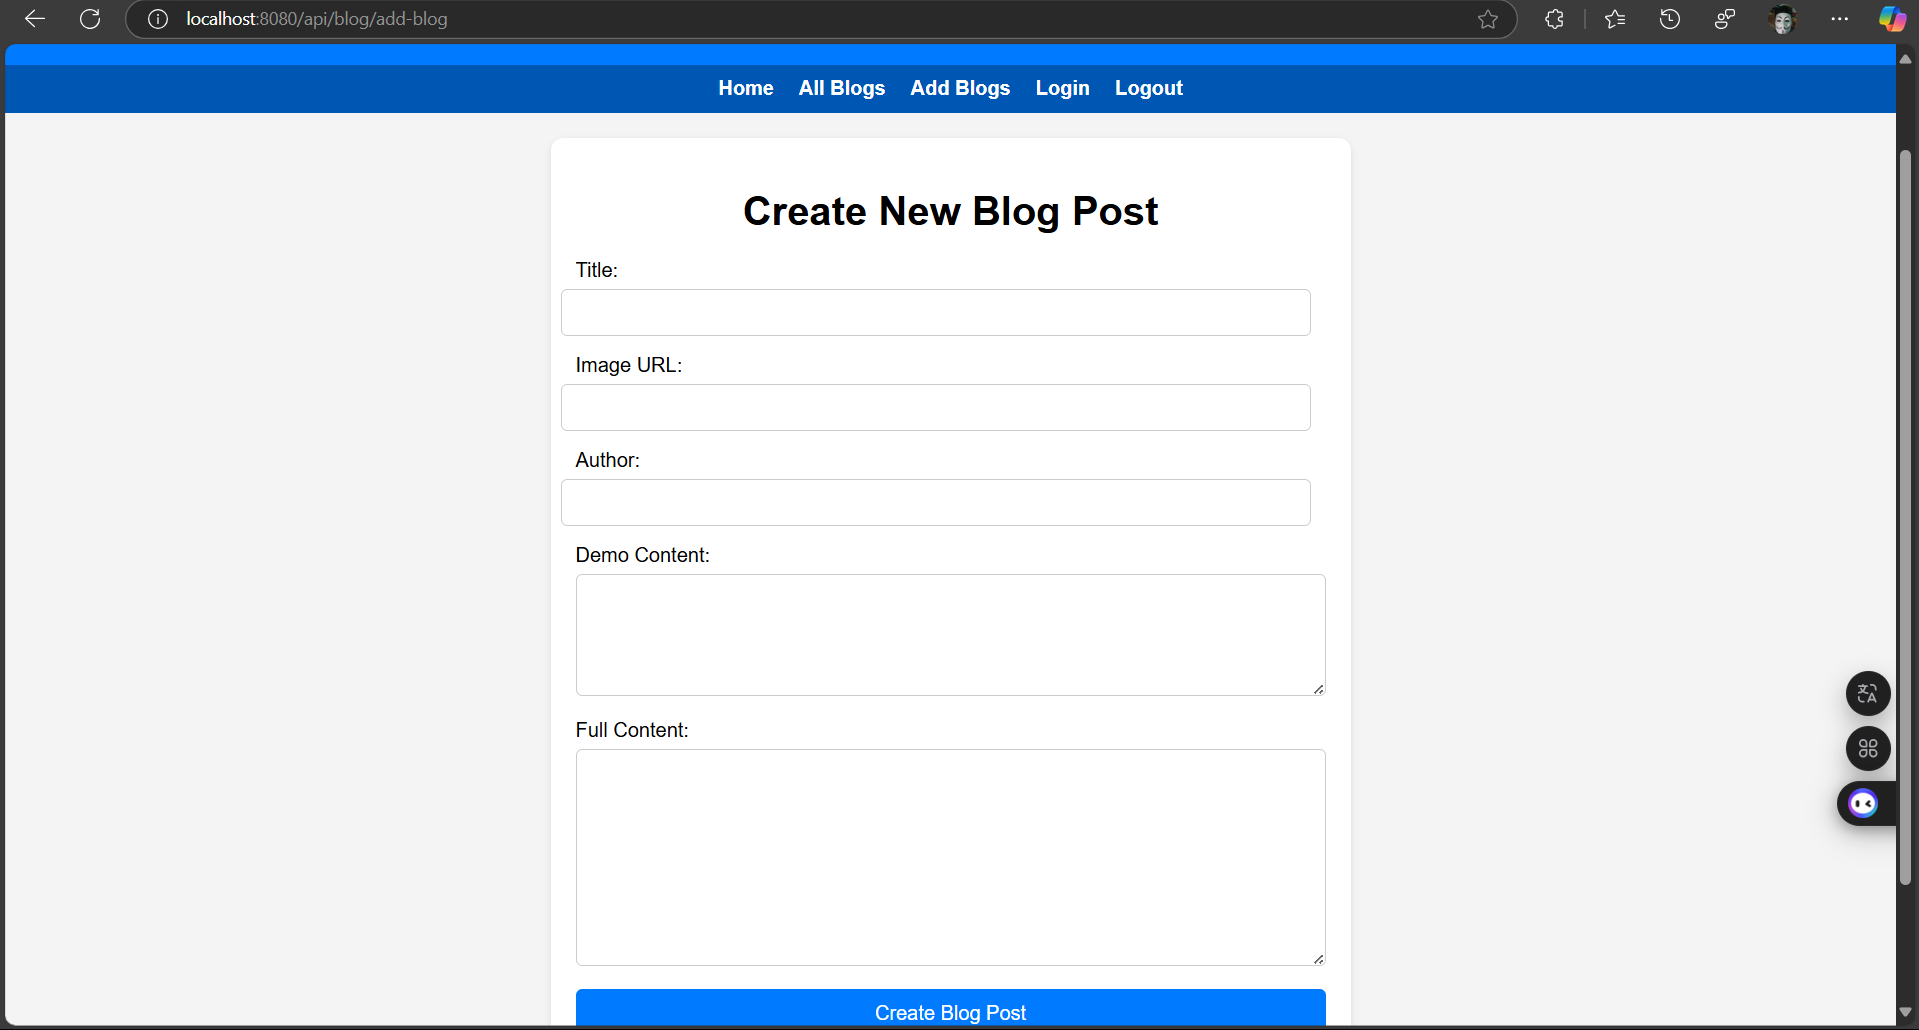 localhost:8080/api/blog/add-blog
Home All Blogs Add Blogs Login Logout
Create New Blog Post
Title:
Image URL:
Author:
Demo Content:
Full Content:
Create Blog Post